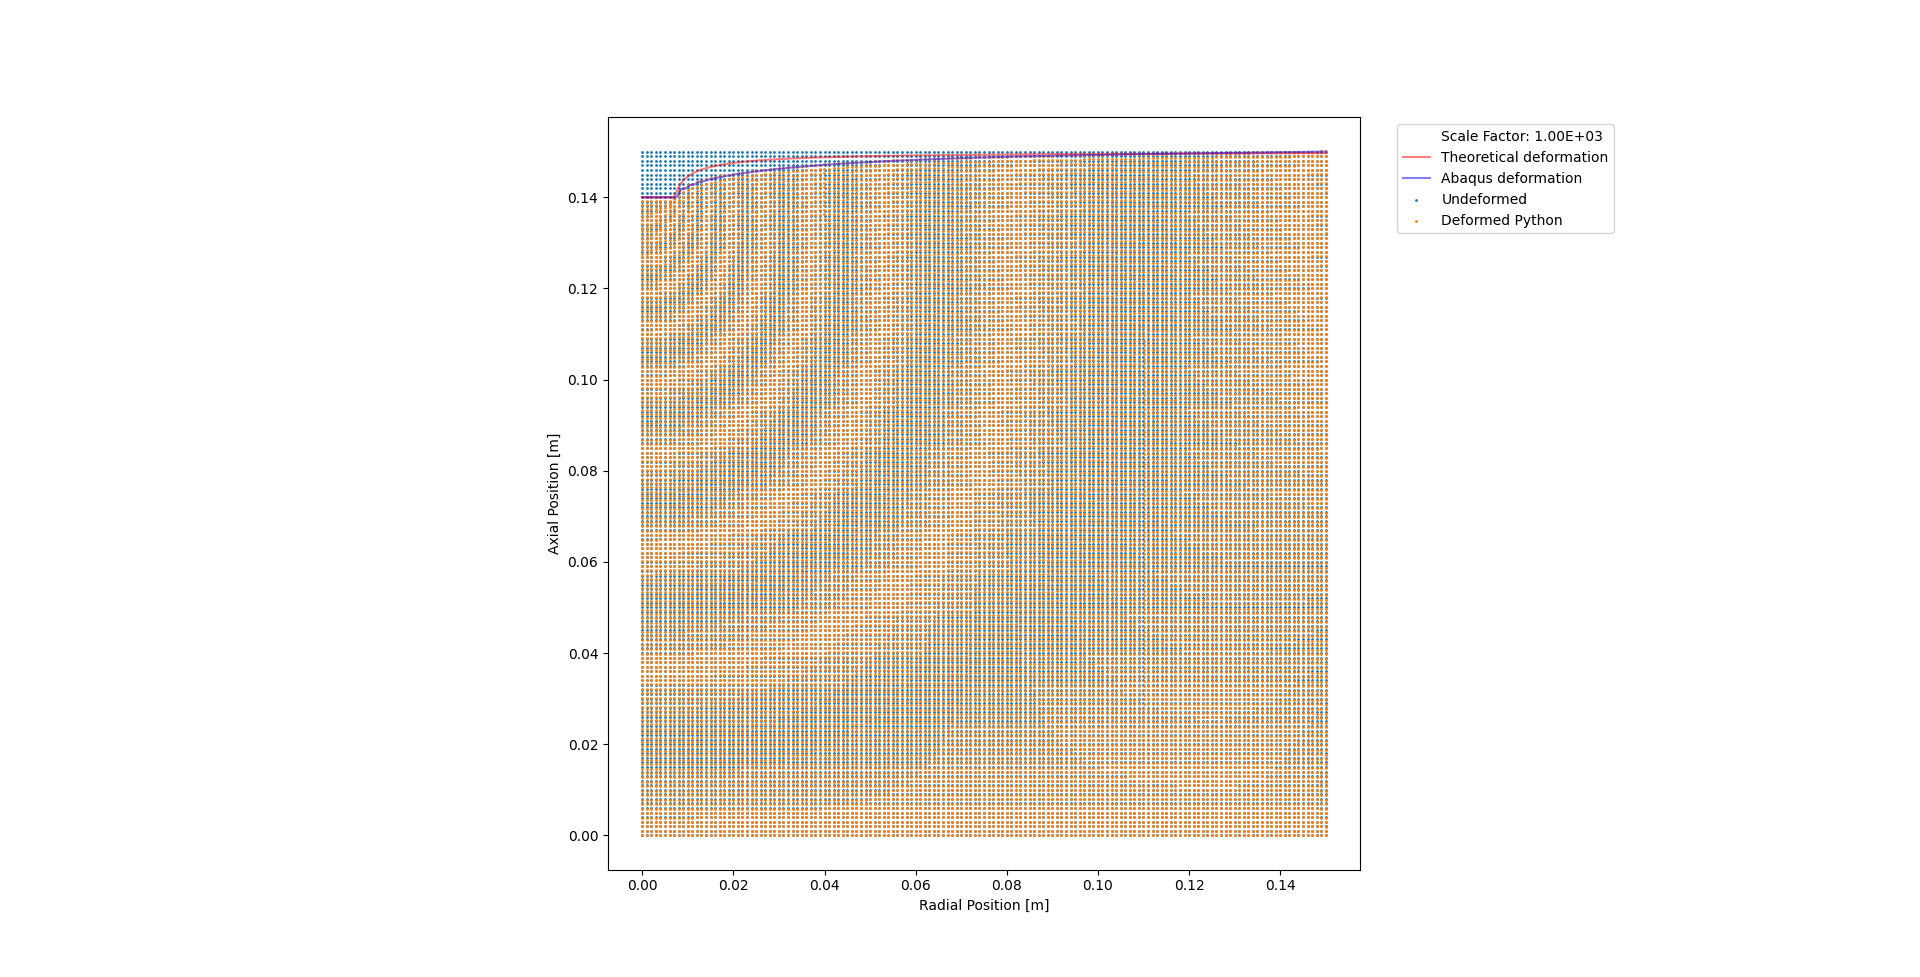 Scale Factor: 1.00E+03
Theoretical deformation
Abaqus deformation
Undeformed
Deformed Python
Axial Position [m]
0.14
0.12
0.10
0.08
0.06
0.04
0.02
0.00
0.00 0.02 0.04 0.06 0.08 0.10 0.12 0.14
Radial Position [m]